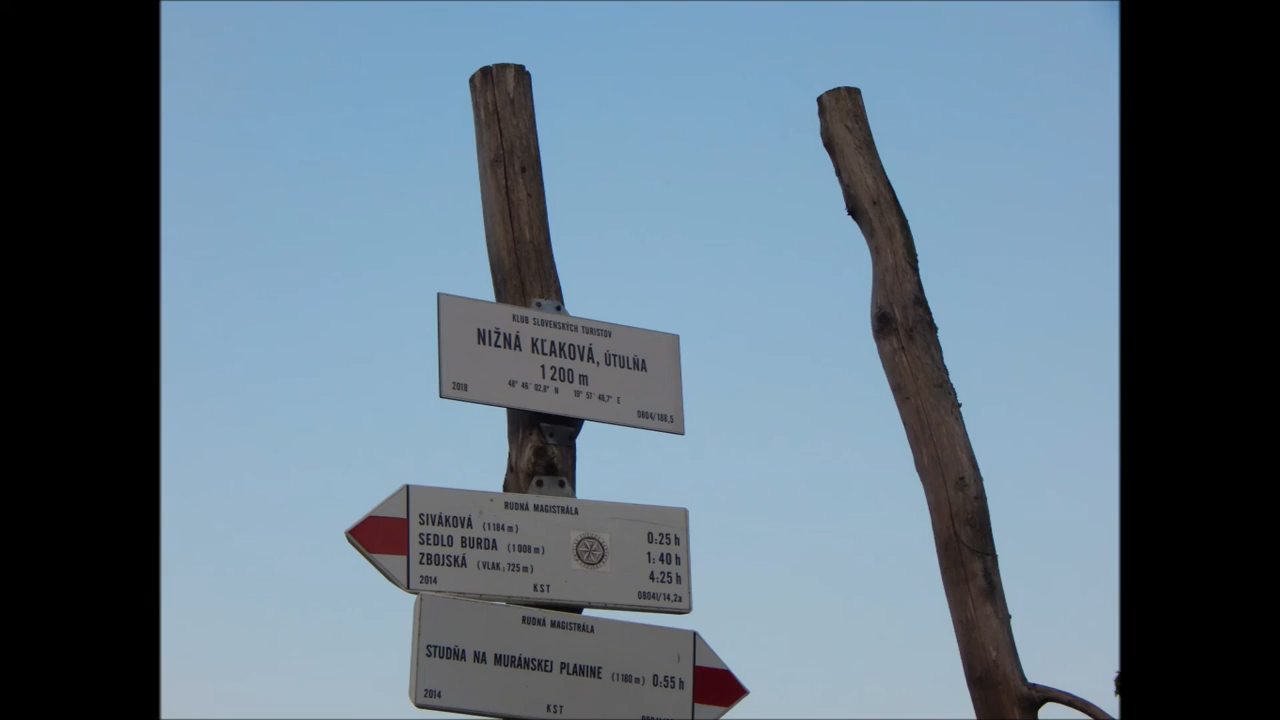 KLUB SLOVENSKÝCH TURISTOV
NIŽNÁ KĽAKOVÁ, ÚTULŇA
1200 m
48° 46' 02,8" N 19° 57' 46,7" E
2018
0804/188,5
RUDNÁ MAGISTRÁLA
SIVÁKOVÁ (1184 m) 0:25 h
SEDLO BURDA (1008 m) 1:40 h
ZBOJSKÁ (VLAK; 725 m) 4:25 h
2014 KST 0804I/14,2a
RUDNÁ MAGISTRÁLA
STUDŇA NA MURÁNSKEJ PLANINE (1180 m) 0:55 h
2014 KST